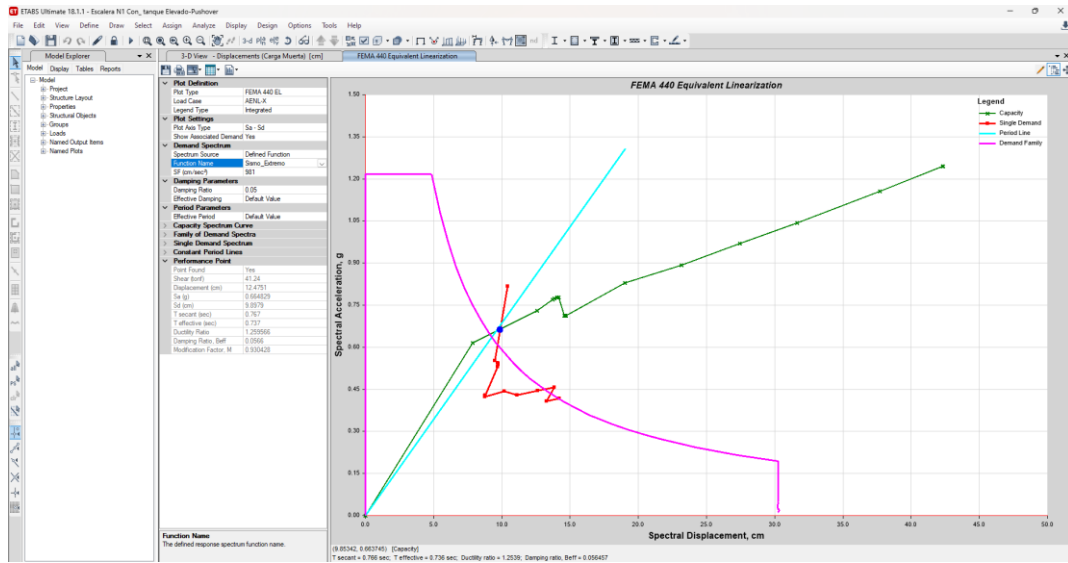 ETABS Ultimate 18.1.1 - Escalera N1 Con_ tanque Elevado-Pushover
File Edit View Define Draw Select Assign Analyze Display Design Options Tools Help
Model Explorer
Model Display Tables Reports
Model
Project
Structure Layout
Properties
Structural Objects
Groups
Loads
Named Output Items
Named Plots
3-D View - Displacements (Carga Muerta) [cm]
FEMA 440 Equivalent Linearization
Plot Definition
Plot Type FEMA 440 EL
Load Case AENL-X
Legend Type Integrated
Plot Settings
Plot Axis Type Sa - Sd
Show Associated Demand Yes
Demand Spectrum
Spectrum Source Defined Function
Function Name Sismo_Extremo
SF (cm/sec²) 981
Damping Parameters
Damping Ratio 0.05
Effective Damping Default Value
Period Parameters
Effective Period Default Value
Capacity Spectrum Curve
Family of Demand Spectra
Single Demand Spectrum
Constant Period Lines
Performance Point
Point Found Yes
Shear (tonf) 41.24
Displacement (cm) 12.4751
Sa (g) 0.664829
Sd (cm) 9.8979
T secant (sec) 0.767
T effective (sec) 0.737
Ductility Ratio 1.259566
Damping Ratio, Beff 0.0566
Modification Factor, M 0.930428
Function Name
The defined response spectrum function name.
FEMA 440 Equivalent Linearization
Legend
Capacity
Single Demand
Period Line
Demand Family
Spectral Acceleration, g
1.50
1.35
1.20
1.05
0.90
0.75
0.60
0.45
0.30
0.15
0.00
0.0 5.0 10.0 15.0 20.0 25.0 30.0 35.0 40.0 45.0 50.0
Spectral Displacement, cm
(9.85342, 0.663745) [Capacity]
T secant = 0.766 sec; T effective = 0.736 sec; Ductility ratio = 1.2539; Damping ratio, Beff = 0.056457